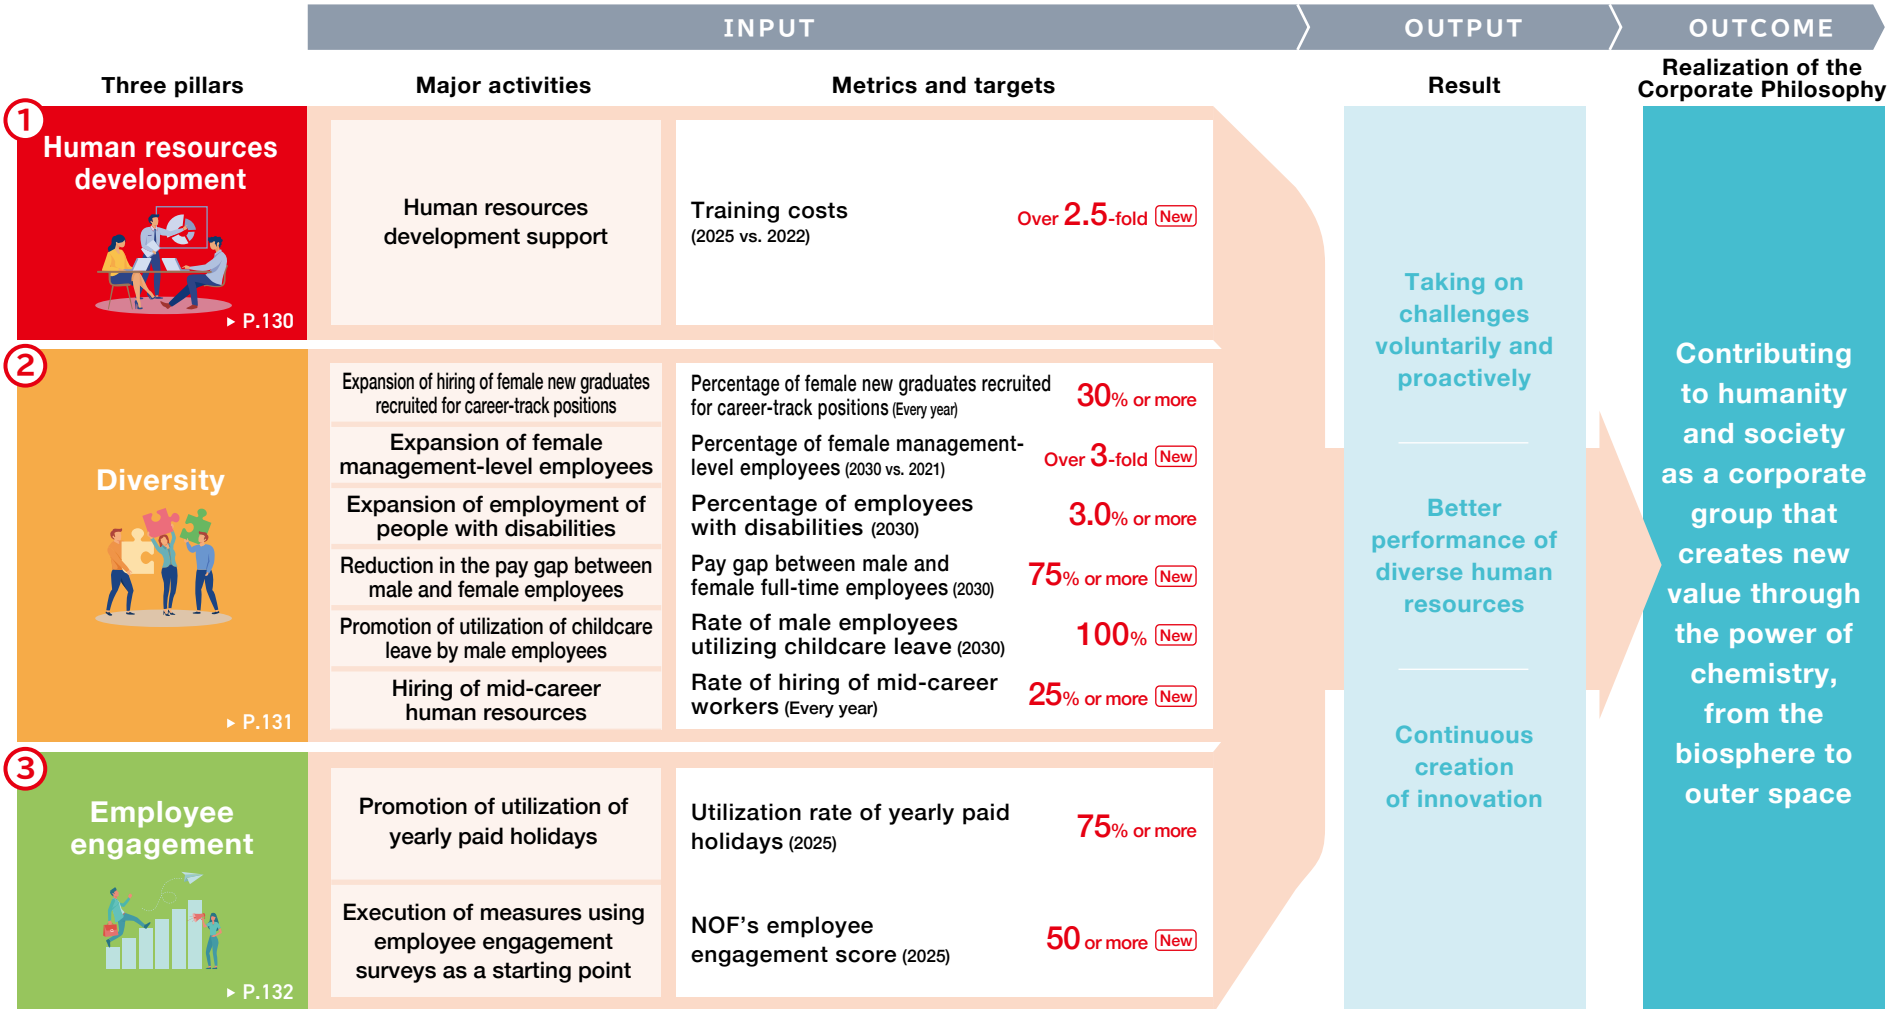 INPUT
OUTPUT
OUTCOME
Three pillars
Major activities
Metrics and targets
Result
Realization of the
Corporate Philosophy
1
Human resources
development
▶ P.130
Human resources
development support
Training costs
(2025 vs. 2022)
Over 2.5-fold New
2
Diversity
▶ P.131
Expansion of hiring of female new graduates
recruited for career-track positions
Percentage of female new graduates recruited
for career-track positions (Every year)
30% or more
Expansion of female
management-level employees
Percentage of female management-
level employees (2030 vs. 2021)
Over 3-fold New
Expansion of employment of
people with disabilities
Percentage of employees
with disabilities (2030)
3.0% or more
Reduction in the pay gap between
male and female employees
Pay gap between male and
female full-time employees (2030)
75% or more New
Promotion of utilization of childcare
leave by male employees
Rate of male employees
utilizing childcare leave (2030)
100% New
Hiring of mid-career
human resources
Rate of hiring of mid-career
workers (Every year)
25% or more New
3
Employee
engagement
▶ P.132
Promotion of utilization of
yearly paid holidays
Utilization rate of yearly paid
holidays (2025)
75% or more
Execution of measures using
employee engagement
surveys as a starting point
NOF's employee
engagement score (2025)
50 or more New
Taking on
challenges
voluntarily and
proactively
Better
performance of
diverse human
resources
Continuous
creation
of innovation
Contributing
to humanity
and society
as a corporate
group that
creates new
value through
the power of
chemistry,
from the
biosphere to
outer space